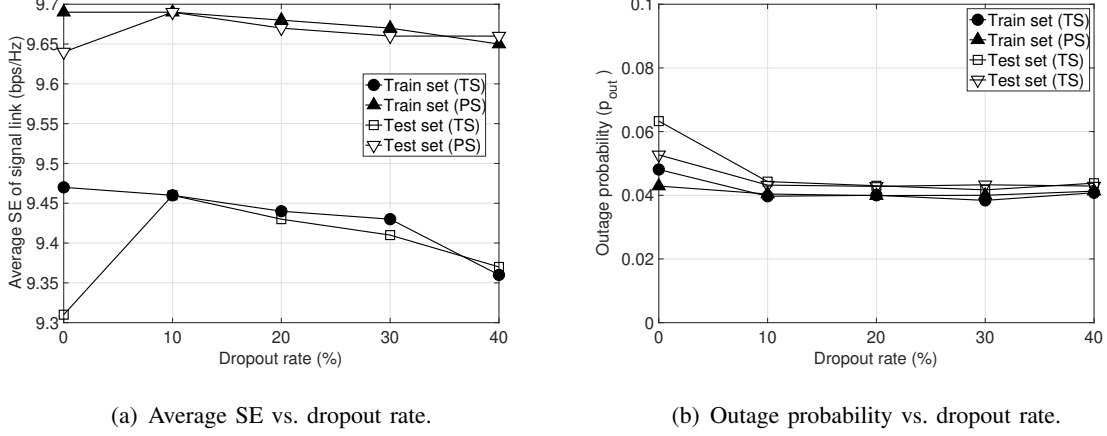 9.7
9.65
9.6
9.55
9.5
9.45
9.4
9.35
9.3
0 10 20 30 40
Dropout rate (%)
Average SE of signal link (bps/Hz)
Train set (TS)
Train set (PS)
Test set (TS)
Test set (PS)
(a) Average SE vs. dropout rate.
0.1
0.08
0.06
0.04
0.02
0
0 10 20 30 40
Dropout rate (%)
Outage probability (p_out)
Train set (TS)
Train set (PS)
Test set (TS)
Test set (TS)
(b) Outage probability vs. dropout rate.